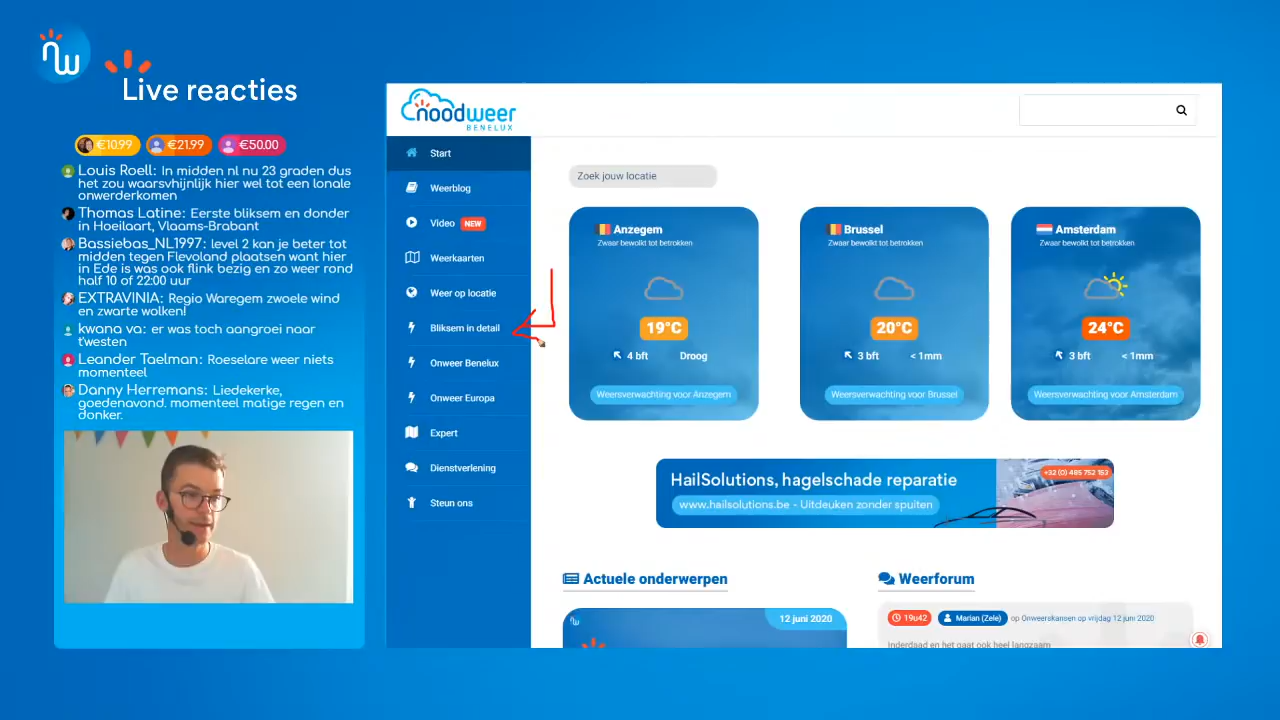 nw
Live reacties
€10.99 €21.99 €50.00
Louis Roell: In midden nl nu 23 graden dus
het zou waarsvhijnlijk hier wel tot een lonale
onwerderkomen
Thomas Latine: Eerste bliksem en donder
in Hoeilaart, Vlaams-Brabant
Bassiebas_NL1997: level 2 kan je beter tot
midden tegen Flevoland plaatsen want hier
in Ede is was ook flink bezig en zo weer rond
half 10 of 22:00 uur
EXTRAVINIA: Regio Waregem zwoele wind
en zwarte wolken!
kwana va: er was toch aangroei naar
t'westen
Leander Taelman: Roeselare weer niets
momenteel
Danny Herremans: Liedekerke,
goedenavond. momenteel matige regen en
donker.
noodweer
BENELUX
Start
Weerblog
Video NEW
Weerkaarten
Weer op locatie
Bliksem in detail
Onweer Benelux
Onweer Europa
Expert
Dienstverlening
Steun ons
Zoek jouw locatie
Anzegem
Zwaar bewolkt tot betrokken
19°C
4 bft Droog
Weersverwachting voor Anzegem
Brussel
Zwaar bewolkt tot betrokken
20°C
3 bft < 1mm
Weersverwachting voor Brussel
Amsterdam
Zwaar bewolkt tot betrokken
24°C
3 bft < 1mm
Weersverwachting voor Amsterdam
HailSolutions, hagelschade reparatie
www.hailsolutions.be - Uitdeuken zonder spuiten
+32 (0) 485 752 153
Actuele onderwerpen
12 juni 2020
nw
Weerforum
19u42 Marian (Zele) op Onweerskansen op vrijdag 12 juni 2020
Inderdaad en het gaat ook heel langzaam